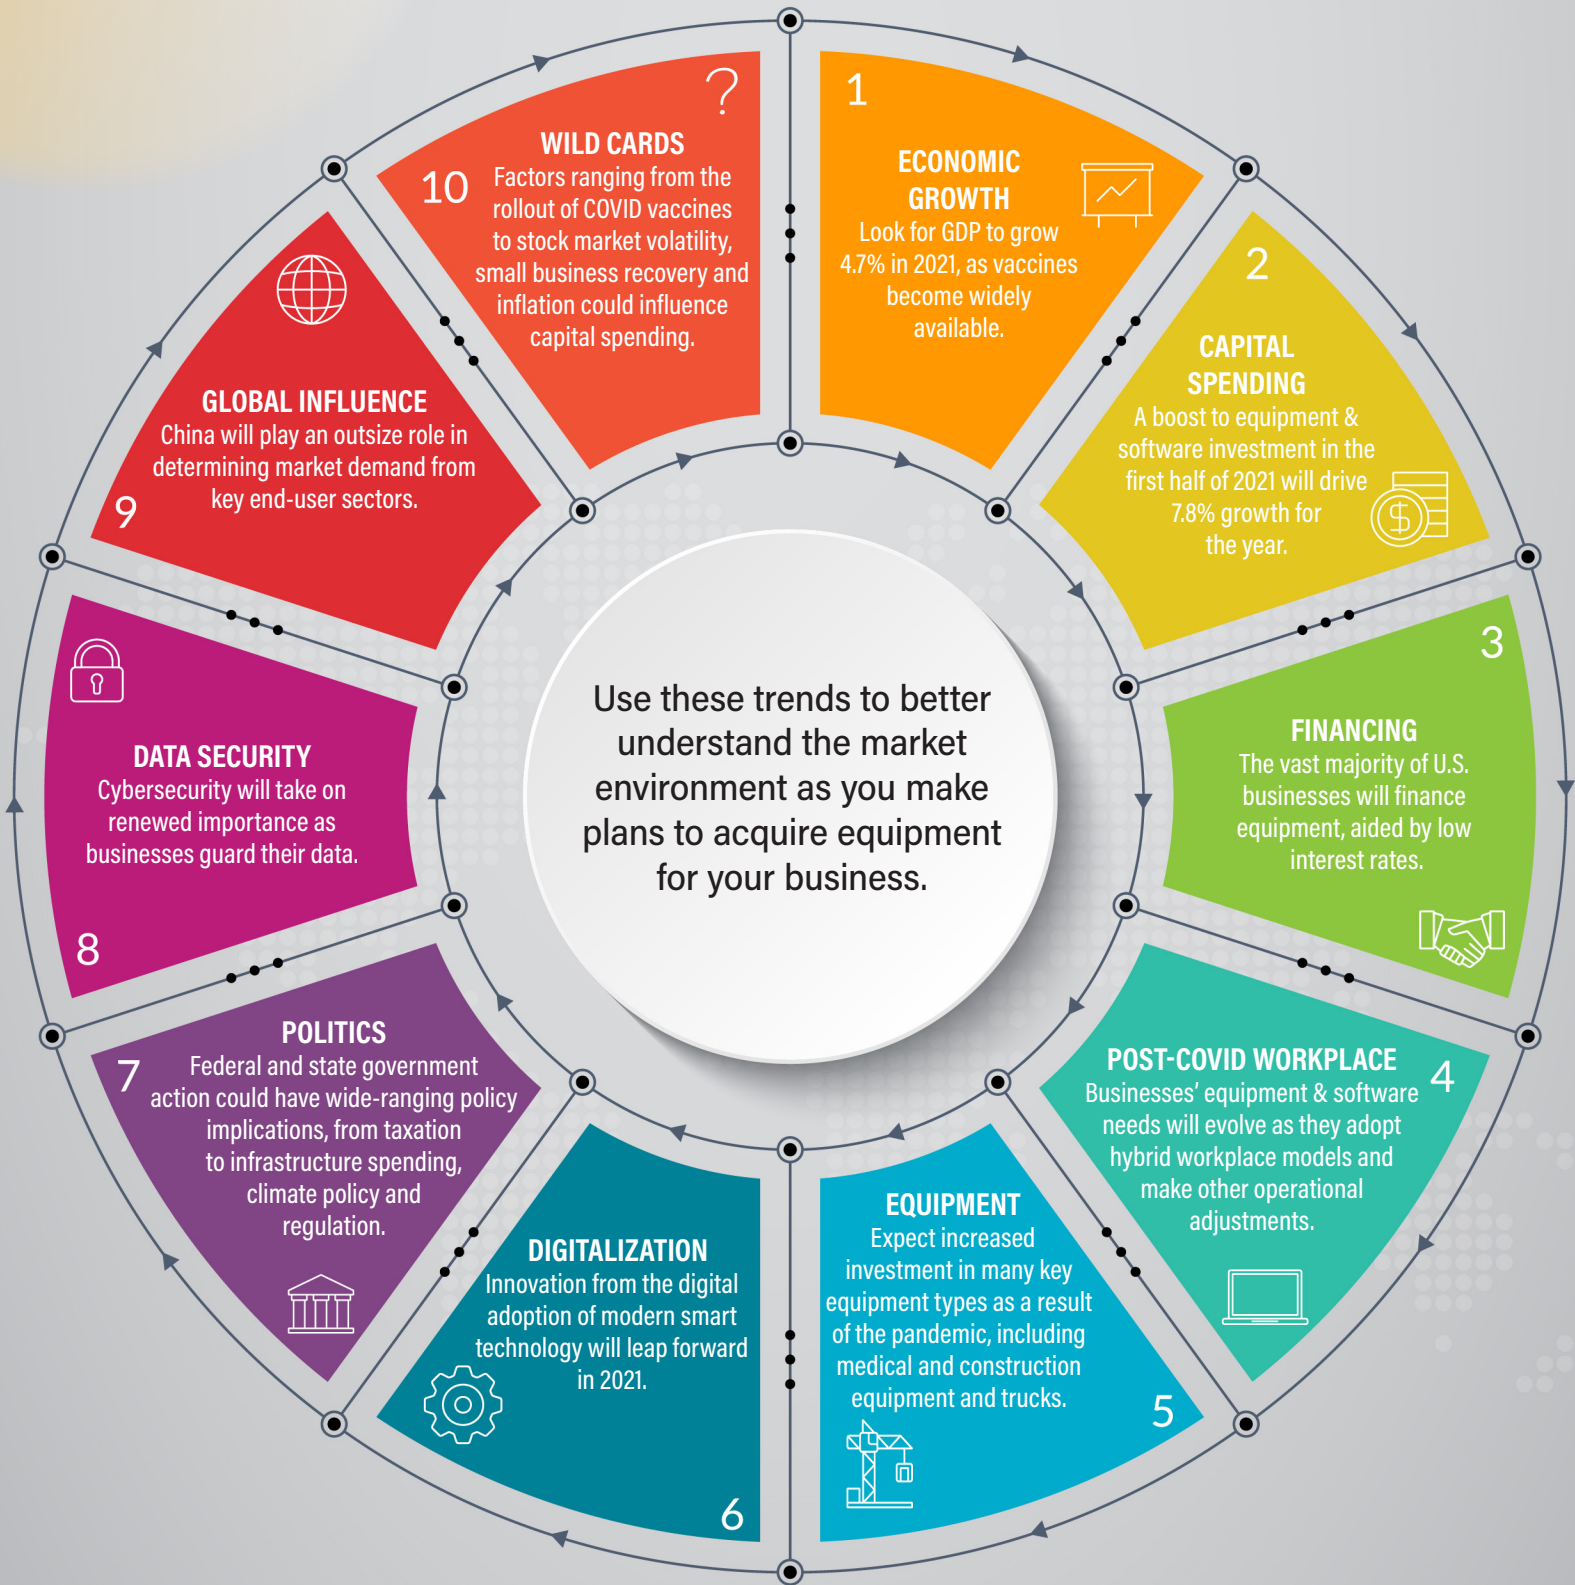 1
ECONOMIC
GROWTH
Look for GDP to grow
4.7% in 2021, as vaccines
become widely
available.
2
CAPITAL
SPENDING
A boost to equipment &
software investment in the
first half of 2021 will drive
7.8% growth for
the year.
$
3
FINANCING
The vast majority of U.S.
businesses will finance
equipment, aided by low
interest rates.
4
POST-COVID WORKPLACE
Businesses’ equipment & software
needs will evolve as they adopt
hybrid workplace models and
make other operational
adjustments.
EQUIPMENT
Expect increased
investment in many key
equipment types as a result
of the pandemic, including
medical and construction
equipment and trucks.
5
DIGITALIZATION
Innovation from the digital
adoption of modern smart
technology will leap forward
in 2021.
6
7
POLITICS
Federal and state government
action could have wide-ranging policy
implications, from taxation
to infrastructure spending,
climate policy and
regulation.
DATA SECURITY
Cybersecurity will take on
renewed importance as
businesses guard their data.
8
GLOBAL INFLUENCE
China will play an outsize role in
determining market demand from
key end-user sectors.
9
?
10
WILD CARDS
Factors ranging from the
rollout of COVID vaccines
to stock market volatility,
small business recovery and
inflation could influence
capital spending.
Use these trends to better
understand the market
environment as you make
plans to acquire equipment
for your business.